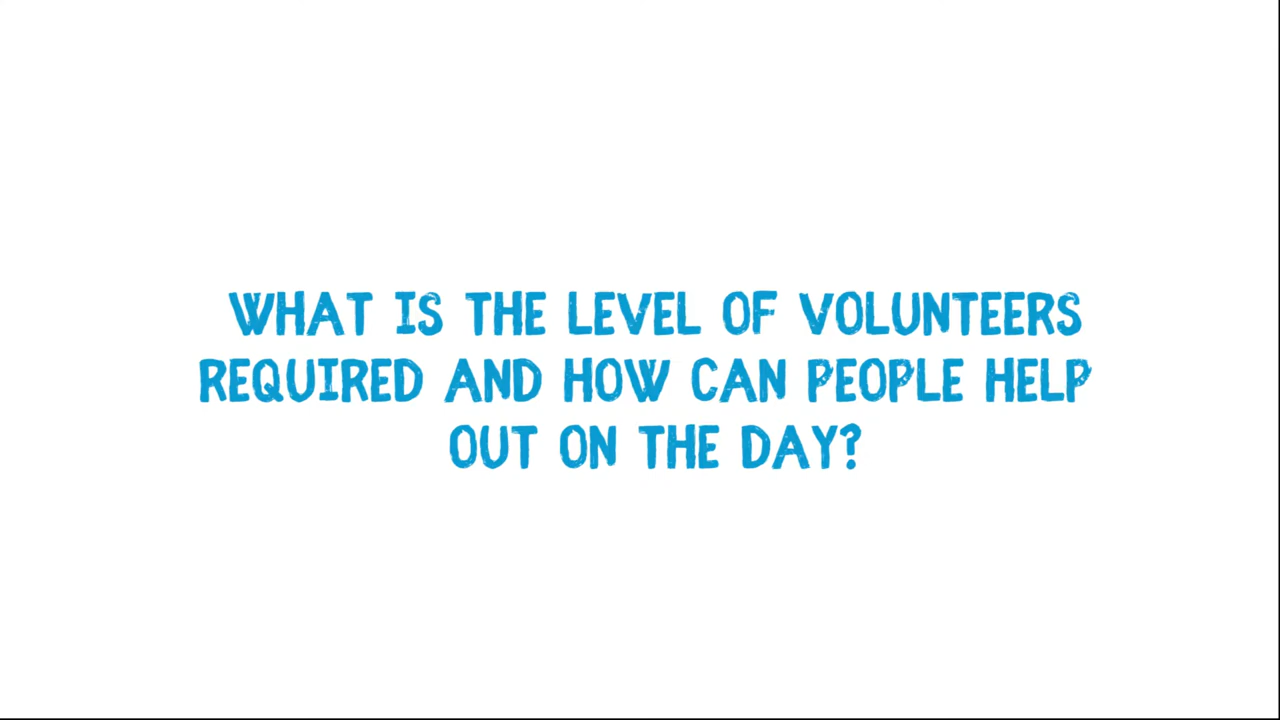 WHAT IS THE LEVEL OF VOLUNTEERS
REQUIRED AND HOW CAN PEOPLE HELP
OUT ON THE DAY?